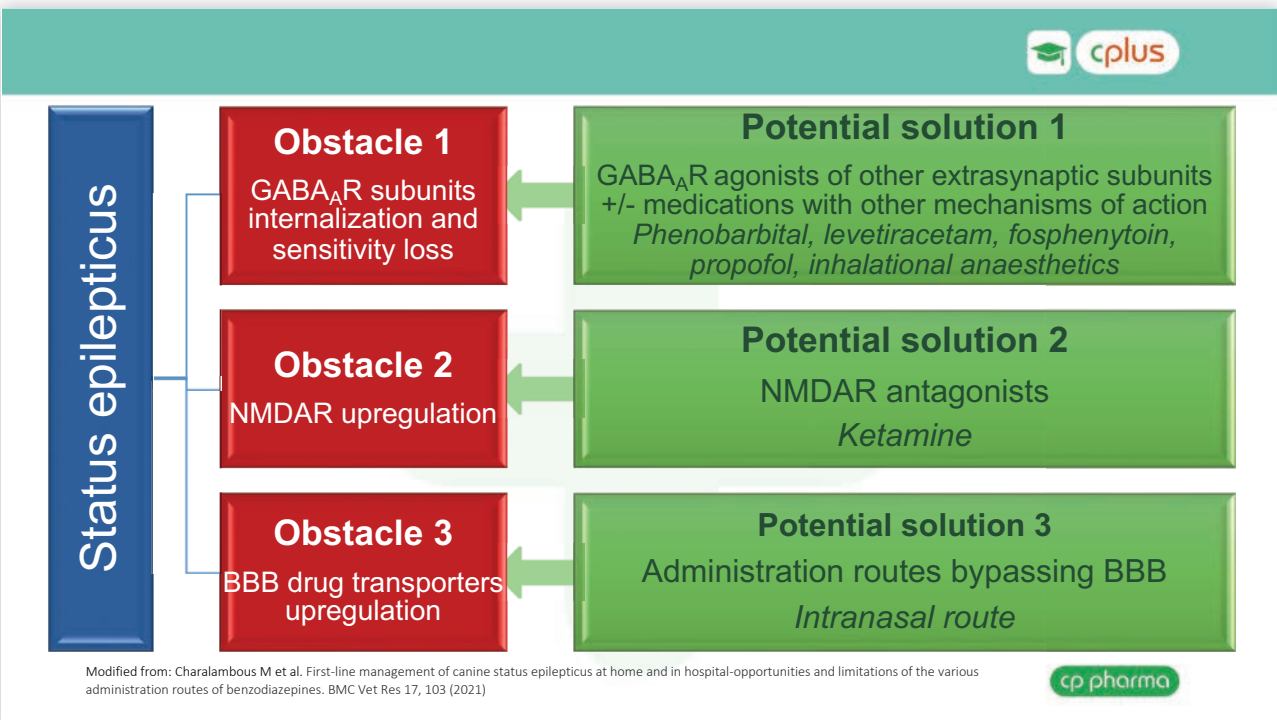 cplus
Status epilepticus
Obstacle 1
GABA_AR subunits
internalization and
sensitivity loss
Potential solution 1
GABA_AR agonists of other extrasynaptic subunits
+/- medications with other mechanisms of action
Phenobarbital, levetiracetam, fosphenytoin,
propofol, inhalational anaesthetics
Obstacle 2
NMDAR upregulation
Potential solution 2
NMDAR antagonists
Ketamine
Obstacle 3
BBB drug transporters
upregulation
Potential solution 3
Administration routes bypassing BBB
Intranasal route
Modified from: Charalambous M et al. First-line management of canine status epilepticus at home and in hospital-opportunities and limitations of the various
administration routes of benzodiazepines. BMC Vet Res 17, 103 (2021)
cp pharma